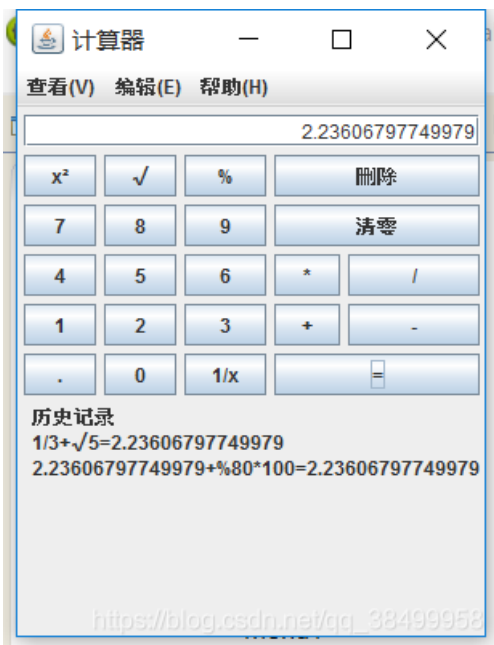 计算器
查看(V) 编辑(E) 帮助(H)
2.23606797749979
x² √ % 删除
7 8 9 清零
4 5 6 * /
1 2 3 + -
. 0 1/x =
历史记录
1/3+√5=2.23606797749979
2.23606797749979+%80*100=2.23606797749979
https://blog.csdn.net/qq_38499958